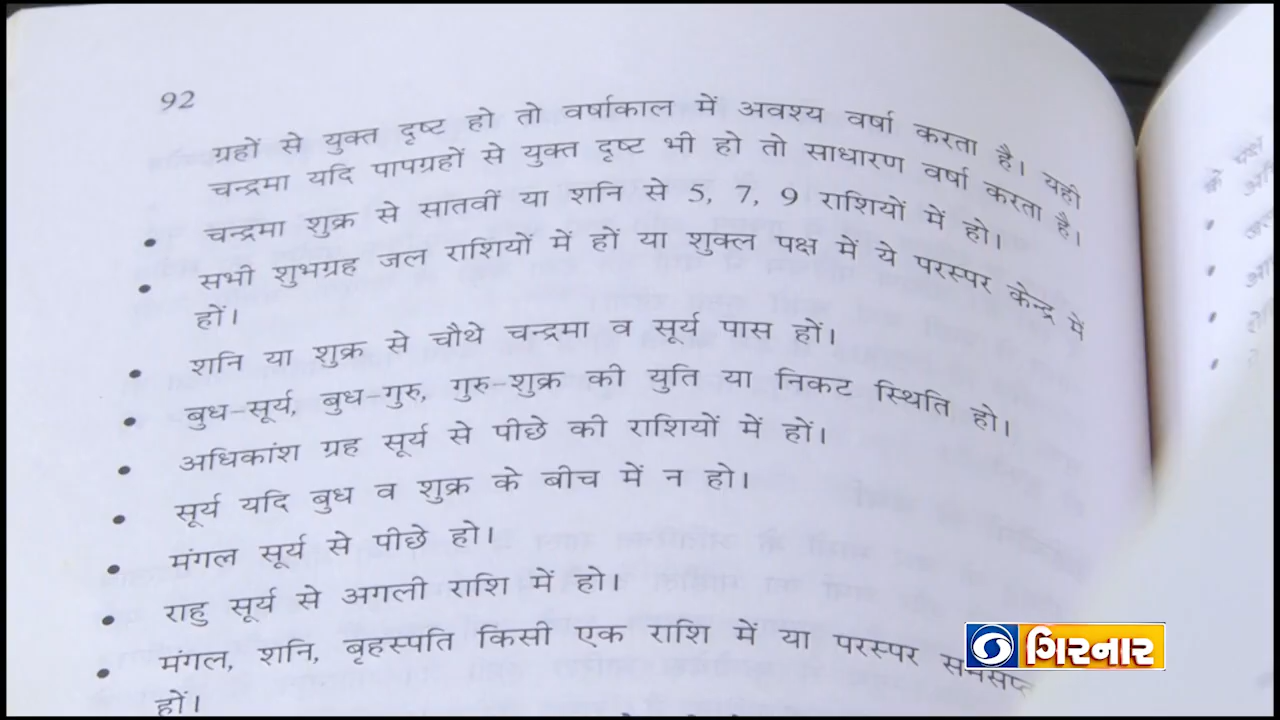 92
ग्रहों से युक्त दृष्ट हो तो वर्षाकाल में अवश्य वर्षा करता है। यही
चन्द्रमा यदि पापग्रहों से युक्त दृष्ट भी हो तो साधारण वर्षा करता है।
• चन्द्रमा शुक्र से सातवीं या शनि से 5, 7, 9 राशियों में हो।
• सभी शुभग्रह जल राशियों में हों या शुक्ल पक्ष में ये परस्पर केन्द्र में
हों।
• शनि या शुक्र से चौथे चन्द्रमा व सूर्य पास हों।
• बुध-सूर्य, बुध-गुरु, गुरु-शुक्र की युति या निकट स्थिति हो।
• अधिकांश ग्रह सूर्य से पीछे की राशियों में हों।
• सूर्य यदि बुध व शुक्र के बीच में न हो।
• मंगल सूर्य से पीछे हो।
• राहु सूर्य से अगली राशि में हो।
• मंगल, शनि, बृहस्पति किसी एक राशि में या परस्पर
हों।
ગિરનાર